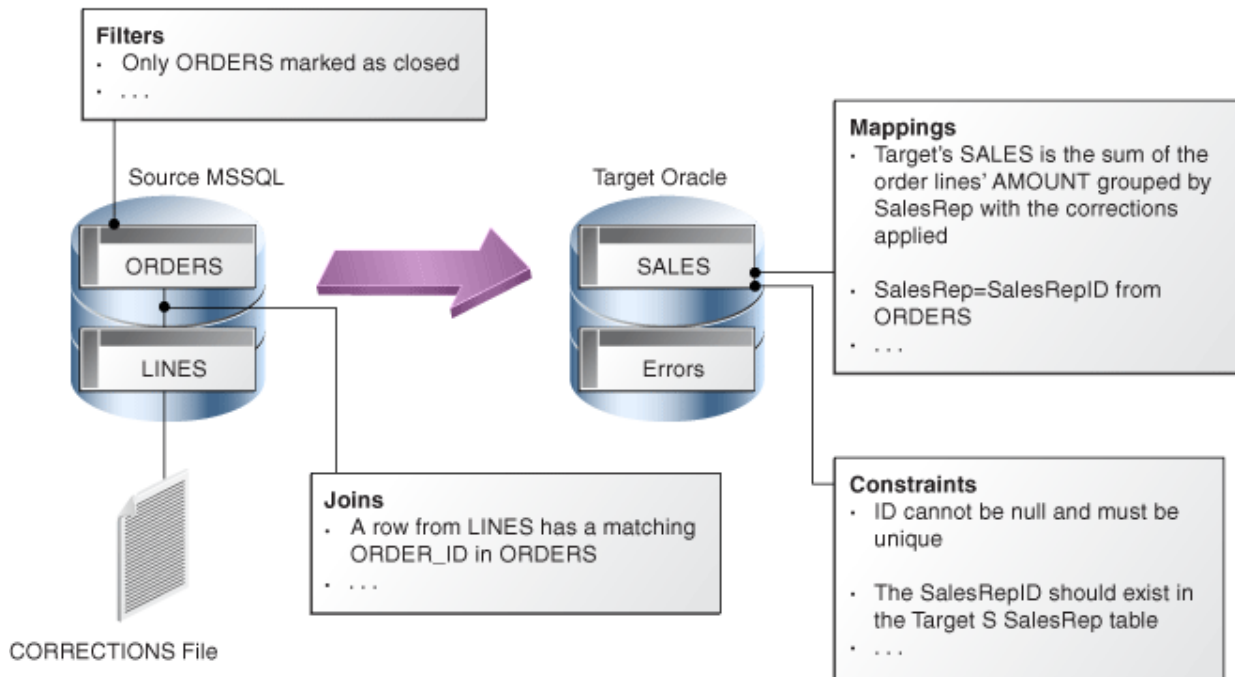 Filters
· Only ORDERS marked as closed
· . . .
Source MSSQL
ORDERS
LINES
CORRECTIONS File
Target Oracle
SALES
Errors
Joins
· A row from LINES has a matching
ORDER_ID in ORDERS
· . . .
Mappings
· Target's SALES is the sum of the
order lines' AMOUNT grouped by
SalesRep with the corrections
applied
· SalesRep=SalesRepID from
ORDERS
· . . .
Constraints
· ID cannot be null and must be
unique
· The SalesRepID should exist in
the Target S SalesRep table
· . . .